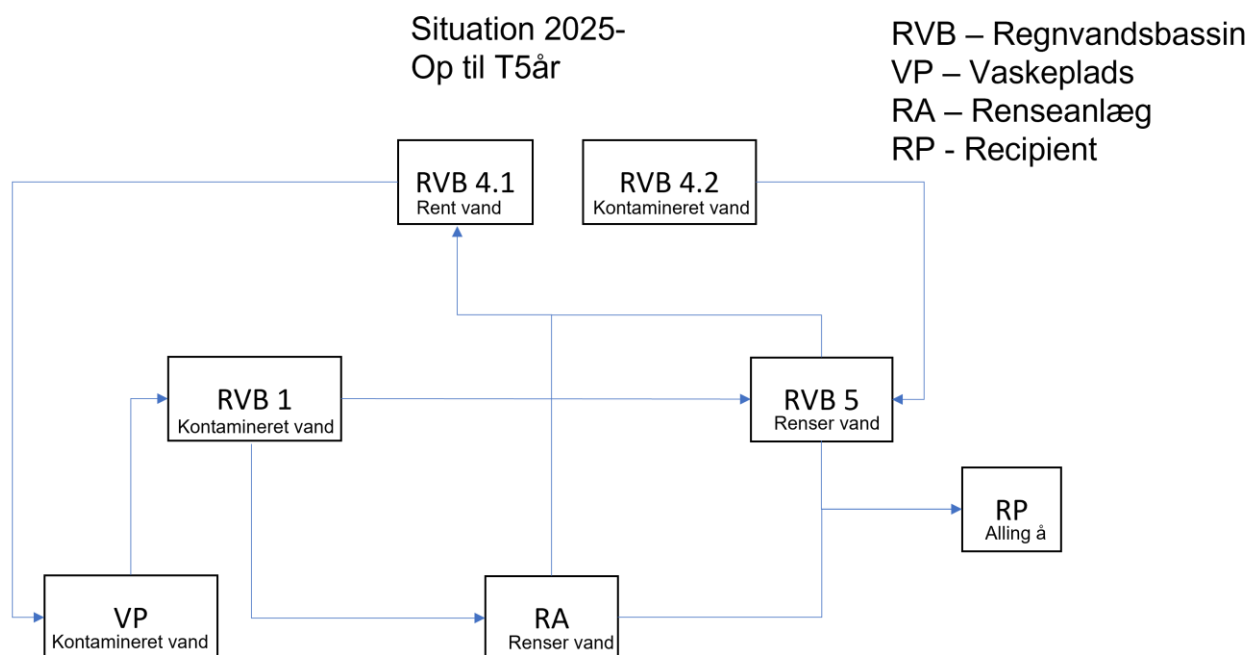 Situation 2025-
Op til T5år
RVB – Regnvandsbassin
VP – Vaskeplads
RA – Renseanlæg
RP - Recipient
RVB 4.1
Rent vand
RVB 4.2
Kontamineret vand
RVB 1
Kontamineret vand
RVB 5
Renser vand
RP
Alling å
VP
Kontamineret vand
RA
Renser vand